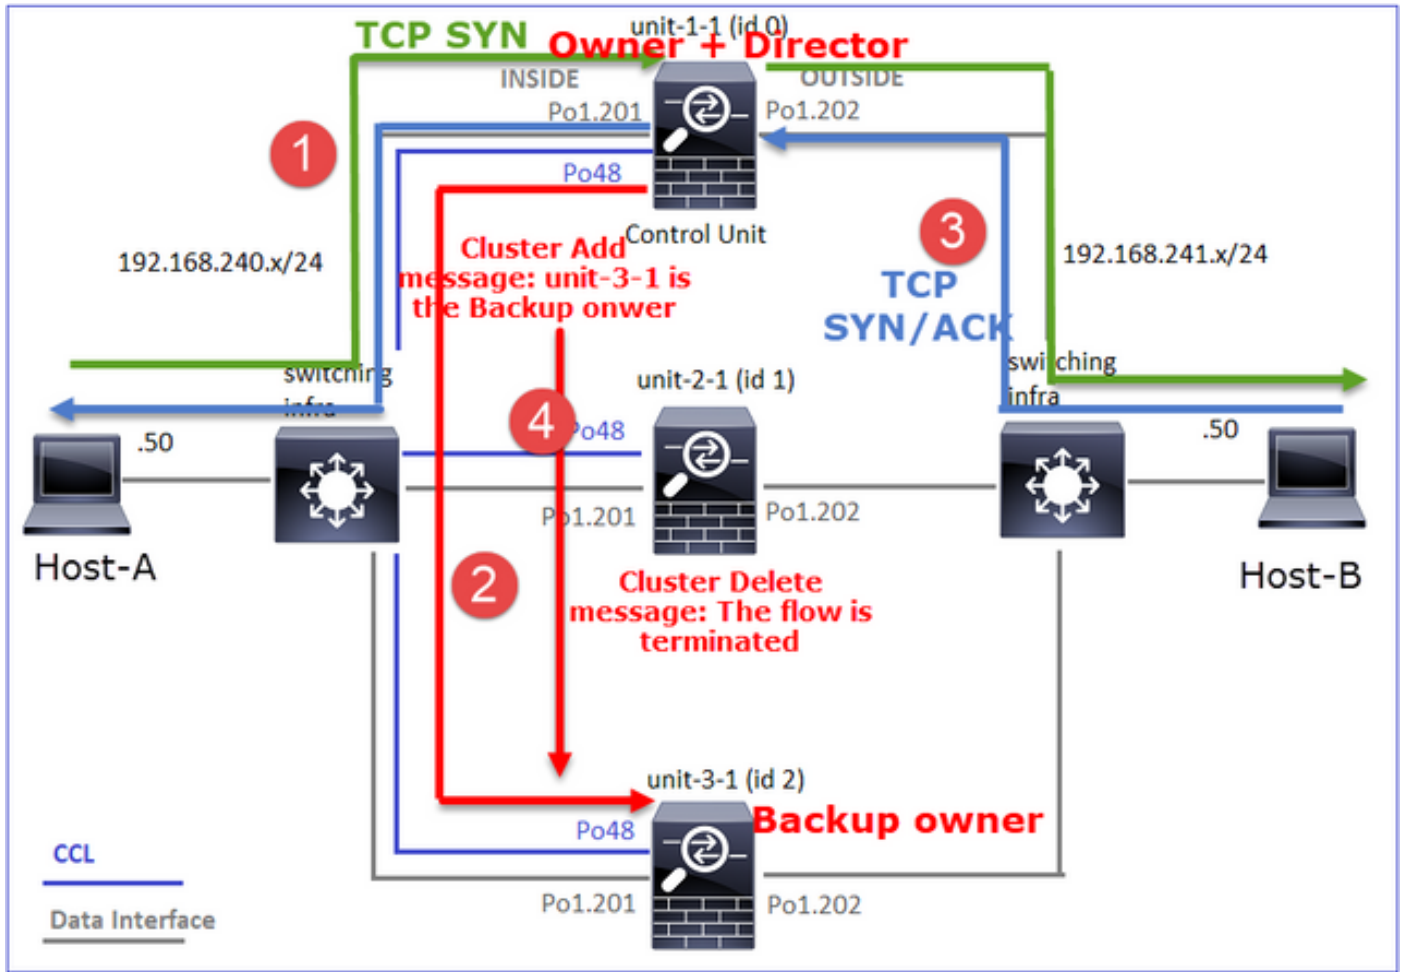 unit-1-1 (id 0)
TCP SYN
Owner + Director
INSIDE
OUTSIDE
Po1.201
Po1.202
1
Po48
3
Control Unit
192.168.240.x/24
Cluster Add
message: unit-3-1 is
the Backup onwer
192.168.241.x/24
TCP
SYN/ACK
switching
infra
switching
infra
unit-2-1 (id 1)
4
Po48
.50
.50
Po1.201
Po1.202
Host-A
Host-B
2
Cluster Delete
message: The flow is
terminated
unit-3-1 (id 2)
Backup owner
Po48
CCL
Po1.201
Po1.202
Data Interface